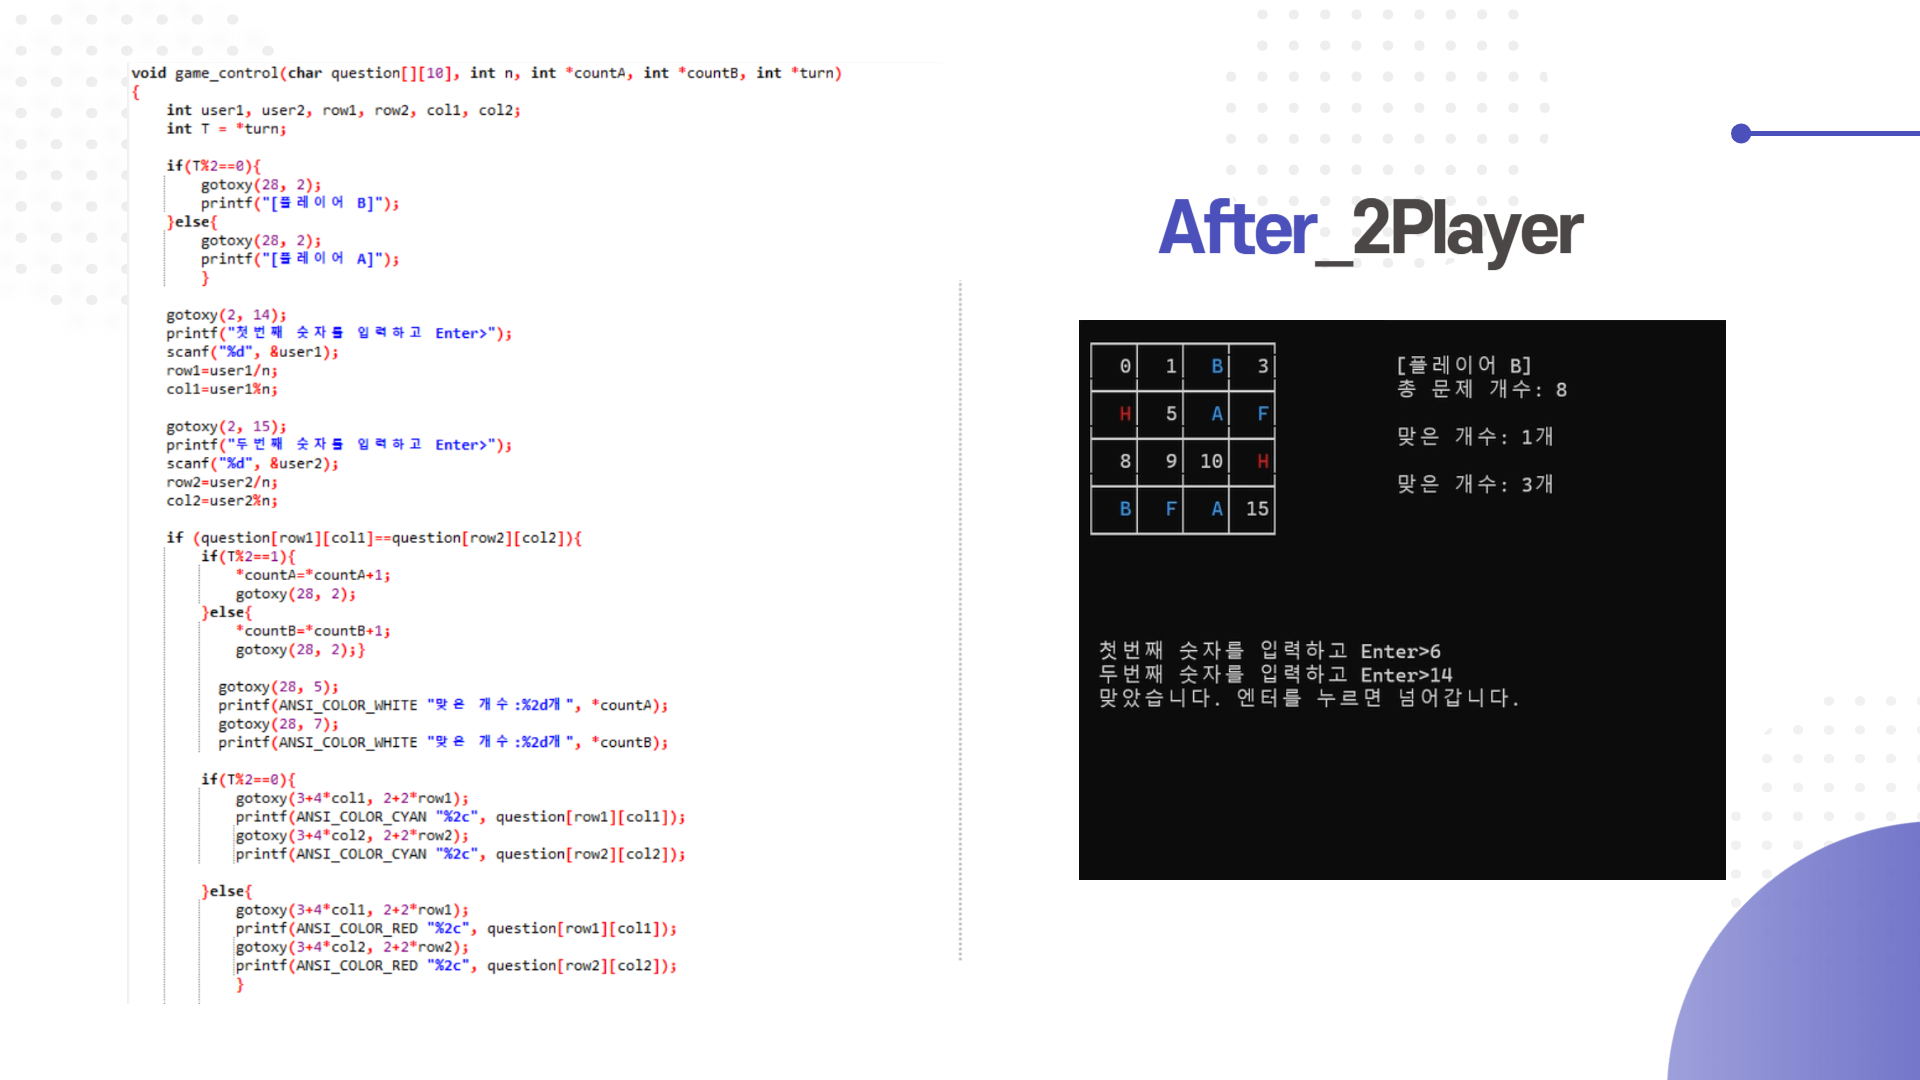 void game_control(char question[][10], int n, int *countA, int *countB, int *turn)
{
int user1, user2, row1, row2, col1, col2;
int T = *turn;
if(T%2==0){
gotoxy(28, 2);
printf("[플레이어 B]");
}else{
gotoxy(28, 2);
printf("[플레이어 A]");
}
gotoxy(2, 14);
printf("첫번째 숫자를 입력하고 Enter>");
scanf("%d", &user1);
row1=user1/n;
col1=user1%n;
gotoxy(2, 15);
printf("두번째 숫자를 입력하고 Enter>");
scanf("%d", &user2);
row2=user2/n;
col2=user2%n;
if (question[row1][col1]==question[row2][col2]){
if(T%2==1){
*countA=*countA+1;
gotoxy(28, 2);
}else{
*countB=*countB+1;
gotoxy(28, 2);}
gotoxy(28, 5);
printf(ANSI_COLOR_WHITE "맞은 개수:%2d개", *countA);
gotoxy(28, 7);
printf(ANSI_COLOR_WHITE "맞은 개수:%2d개", *countB);
if(T%2==0){
gotoxy(3+4*col1, 2+2*row1);
printf(ANSI_COLOR_CYAN "%2c", question[row1][col1]);
gotoxy(3+4*col2, 2+2*row2);
printf(ANSI_COLOR_CYAN "%2c", question[row2][col2]);
}else{
gotoxy(3+4*col1, 2+2*row1);
printf(ANSI_COLOR_RED "%2c", question[row1][col1]);
gotoxy(3+4*col2, 2+2*row2);
printf(ANSI_COLOR_RED "%2c", question[row2][col2]);
}
After_2Player
0 1 B 3
H 5 A F
8 9 10 H
B F A 15
[플레이어 B]
총 문제 개수: 8
맞은 개수: 1개
맞은 개수: 3개
첫번째 숫자를 입력하고 Enter>6
두번째 숫자를 입력하고 Enter>14
맞았습니다. 엔터를 누르면 넘어갑니다.